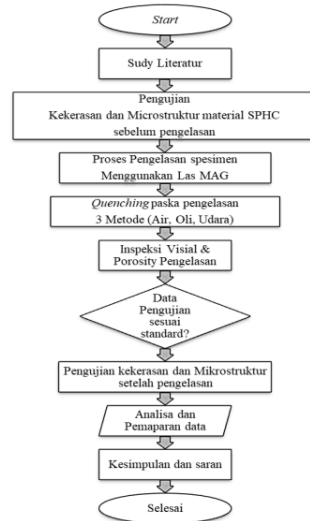 Start
Sudy Literatur
Pengujian
Kekerasan dan Microstruktur material SPHC
sebelum pengelasan
Proses Pengelasan spesimen
Menggunakan Las MAG
Quenching paska pengelasan
3 Metode (Air, Oli, Udara)
Inspeksi Visial &
Porosity Pengelasan
Data
Pengujian
sesuai
standard?
Pengujian kekerasan dan Mikrostruktur
setelah pengelasan
Analisa dan
Pemaparan data
Kesimpulan dan saran
Selesai